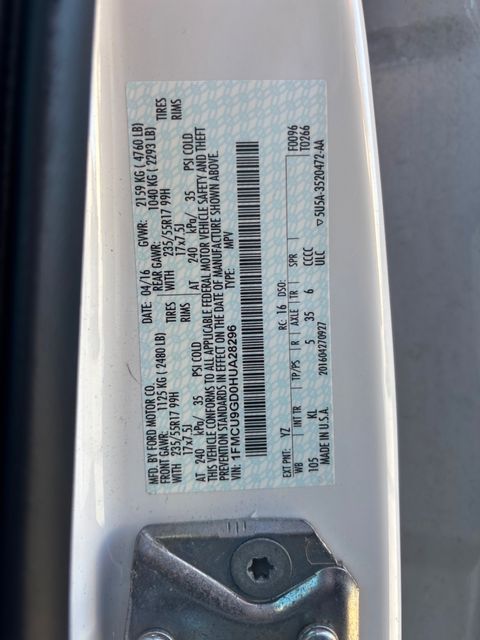 MFD. BY FORD MOTOR CO. DATE: 04/16 GVWR: 2159 KG ( 4760 LB)
FRONT GAWR: 1125 KG ( 2480 LB) REAR GAWR: 1040 KG ( 2293 LB)
WITH 235/55R17 99H TIRES WITH 235/55R17 99H TIRES
17x7.5J RIMS 17x7.5J RIMS
AT 240 kPa/ 35 PSI COLD AT 240 kPa/ 35 PSI COLD
THIS VEHICLE CONFORMS TO ALL APPLICABLE FEDERAL MOTOR VEHICLE SAFETY AND THEFT
PREVENTION STANDARDS IN EFFECT ON THE DATE OF MANUFACTURE SHOWN ABOVE.
VIN: 1FMCU9GD0HUA28296 TYPE: MPV
F0096
T0266
EXT PNT: YZ RC: 16 DSO:
WB INT TR TP/PS R AXLE TR SPR
105 KL 5 35 6 CCCC
MADE IN U.S.A. 201604270927 ULC
▽5U5A-3520472-AA